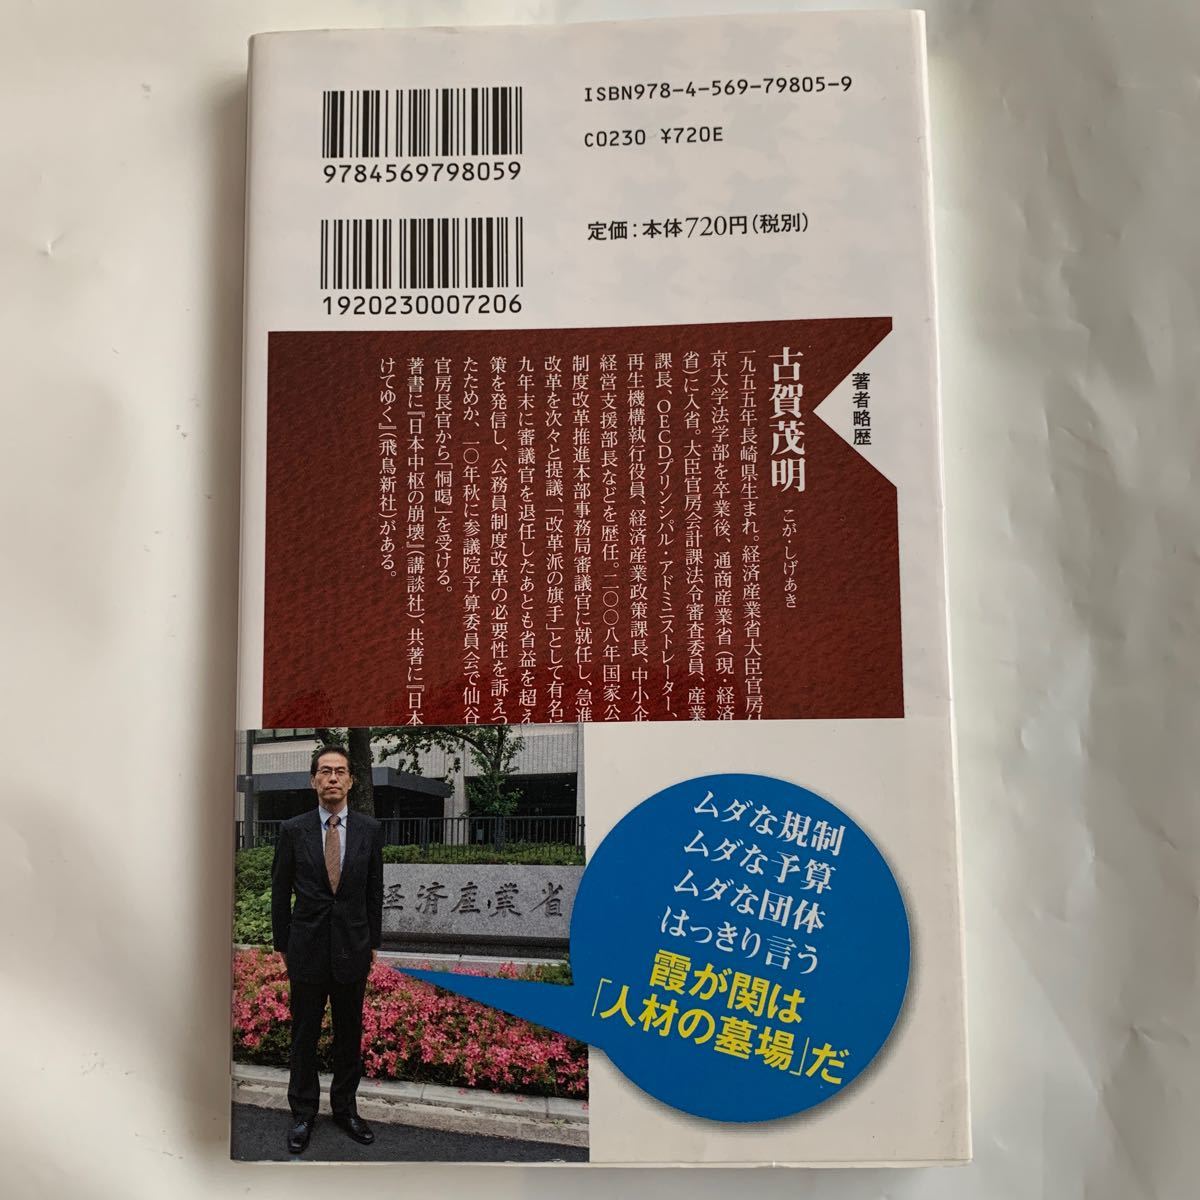 ISBN978-4-569-79805-9
C0230 ¥720E
9784569798059
定価：本体720円（税別）
1920230007206
著者略歴
古賀茂明 こが・しげあき
一九五五年長崎県生まれ。経済産業省大臣官房付
京大学法学部を卒業後、通商産業省（現・経済
省）に入省。大臣官房会計課法令審査委員、産業
課長、OECDプリンシパル・アドミニストレーター、
再生機構執行役員、経済産業政策課長、中小企
経営支援部長などを歴任。二〇〇八年国家公
制度改革推進本部事務局審議官に就任し、急進
改革を次々と提議、「改革派の旗手」として有名に
九年末に審議官を退任したあとも省益を超え
策を発信し、公務員制度改革の必要性を訴えつ
たためか、一〇年秋に参議院予算委員会で仙谷
官房長官から「恫喝」を受ける。
著書に『日本中枢の崩壊』（講談社）、共著に『日本
けてゆく』（飛鳥新社）がある。
経済産業省
ムダな規制
ムダな予算
ムダな団体
はっきり言う
霞が関は
「人材の墓場」だ